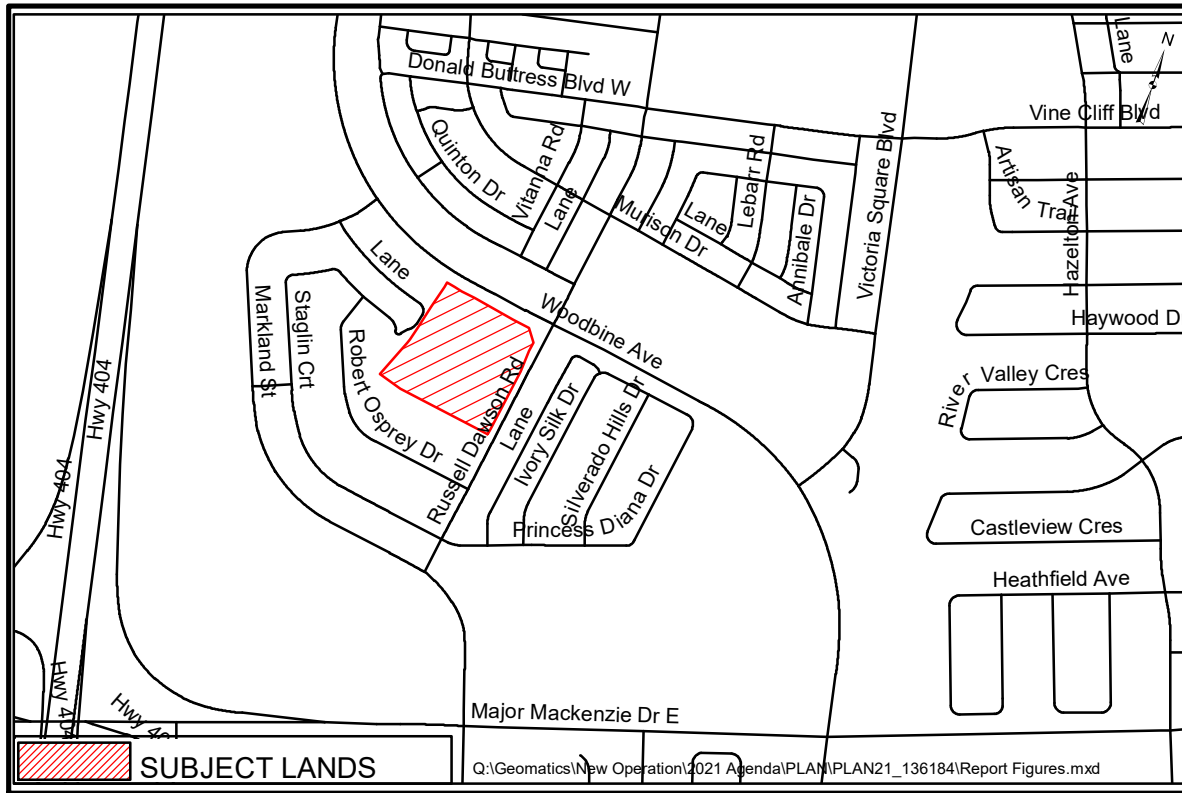 Lane
N
Donald Buttress Blvd W
Vine Cliff Blvd
Quinton Dr
Vitanna Rd
Lane
Murison Dr
Lane
Lebarr Rd
Annibale Dr
Victoria Square Blvd
Artisan Trail
Hazelton Ave
Haywood D
River Valley Cres
Lane
Markland St
Staglin Crt
Robert Osprey Dr
Woodbine Ave
Russell Dawson Rd
Lane
Ivory Silk Dr
Silverado Hills Dr
Princess Diana Dr
Castleview Cres
Heathfield Ave
Hwy 404
Hwy 404
Hwy 404
Hwy 40
Major Mackenzie Dr E
SUBJECT LANDS
Q:\Geomatics\New Operation\2021 Agenda\PLAN\PLAN21_136184\Report Figures.mxd